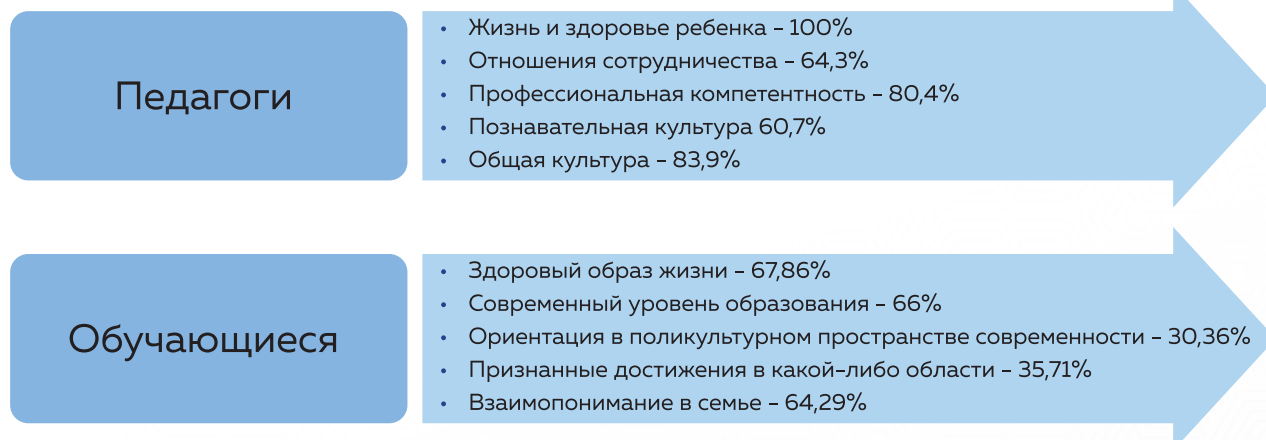 Педагоги
• Жизнь и здоровье ребенка – 100%
• Отношения сотрудничества – 64,3%
• Профессиональная компетентность – 80,4%
• Познавательная культура 60,7%
• Общая культура – 83,9%
Обучающиеся
• Здоровый образ жизни – 67,86%
• Современный уровень образования – 66%
• Ориентация в поликультурном пространстве современности – 30,36%
• Признанные достижения в какой-либо области – 35,71%
• Взаимопонимание в семье – 64,29%